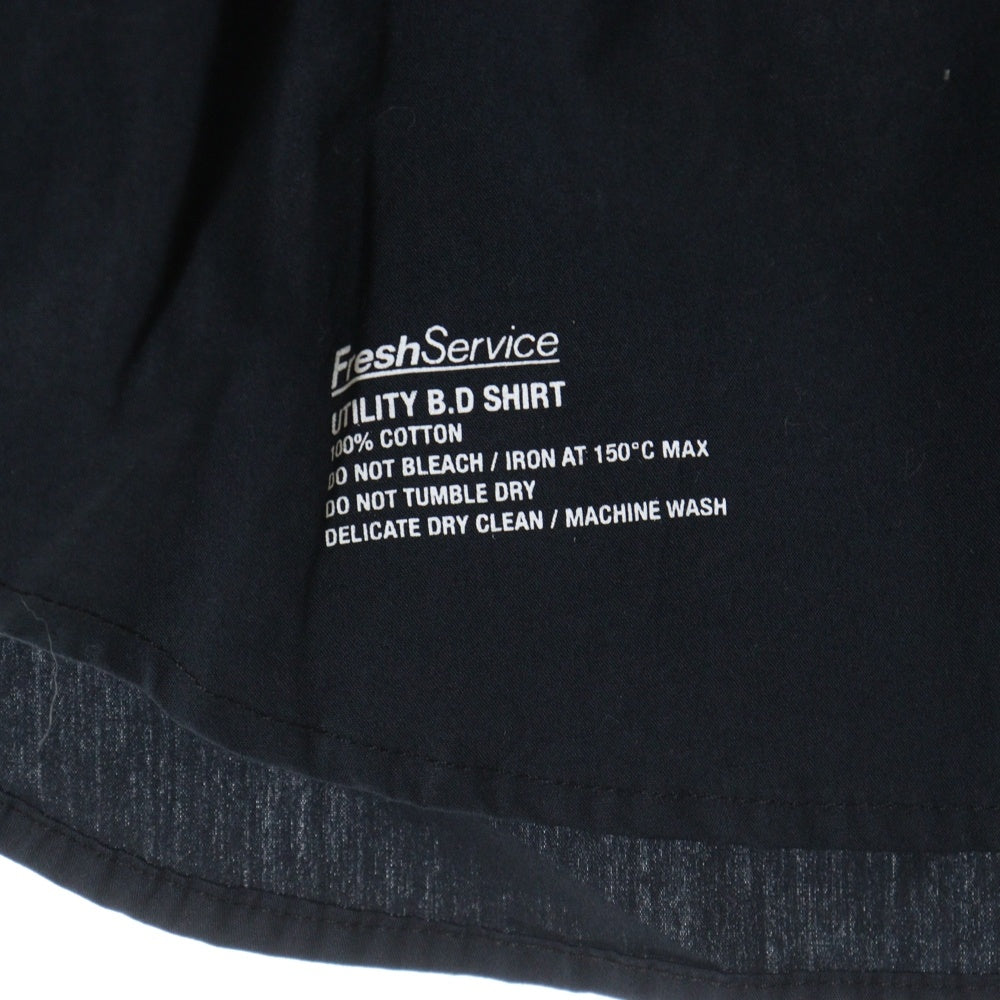 FreshService
UTILITY B.D SHIRT
100% COTTON
DO NOT BLEACH / IRON AT 150°C MAX
DO NOT TUMBLE DRY
DELICATE DRY CLEAN / MACHINE WASH